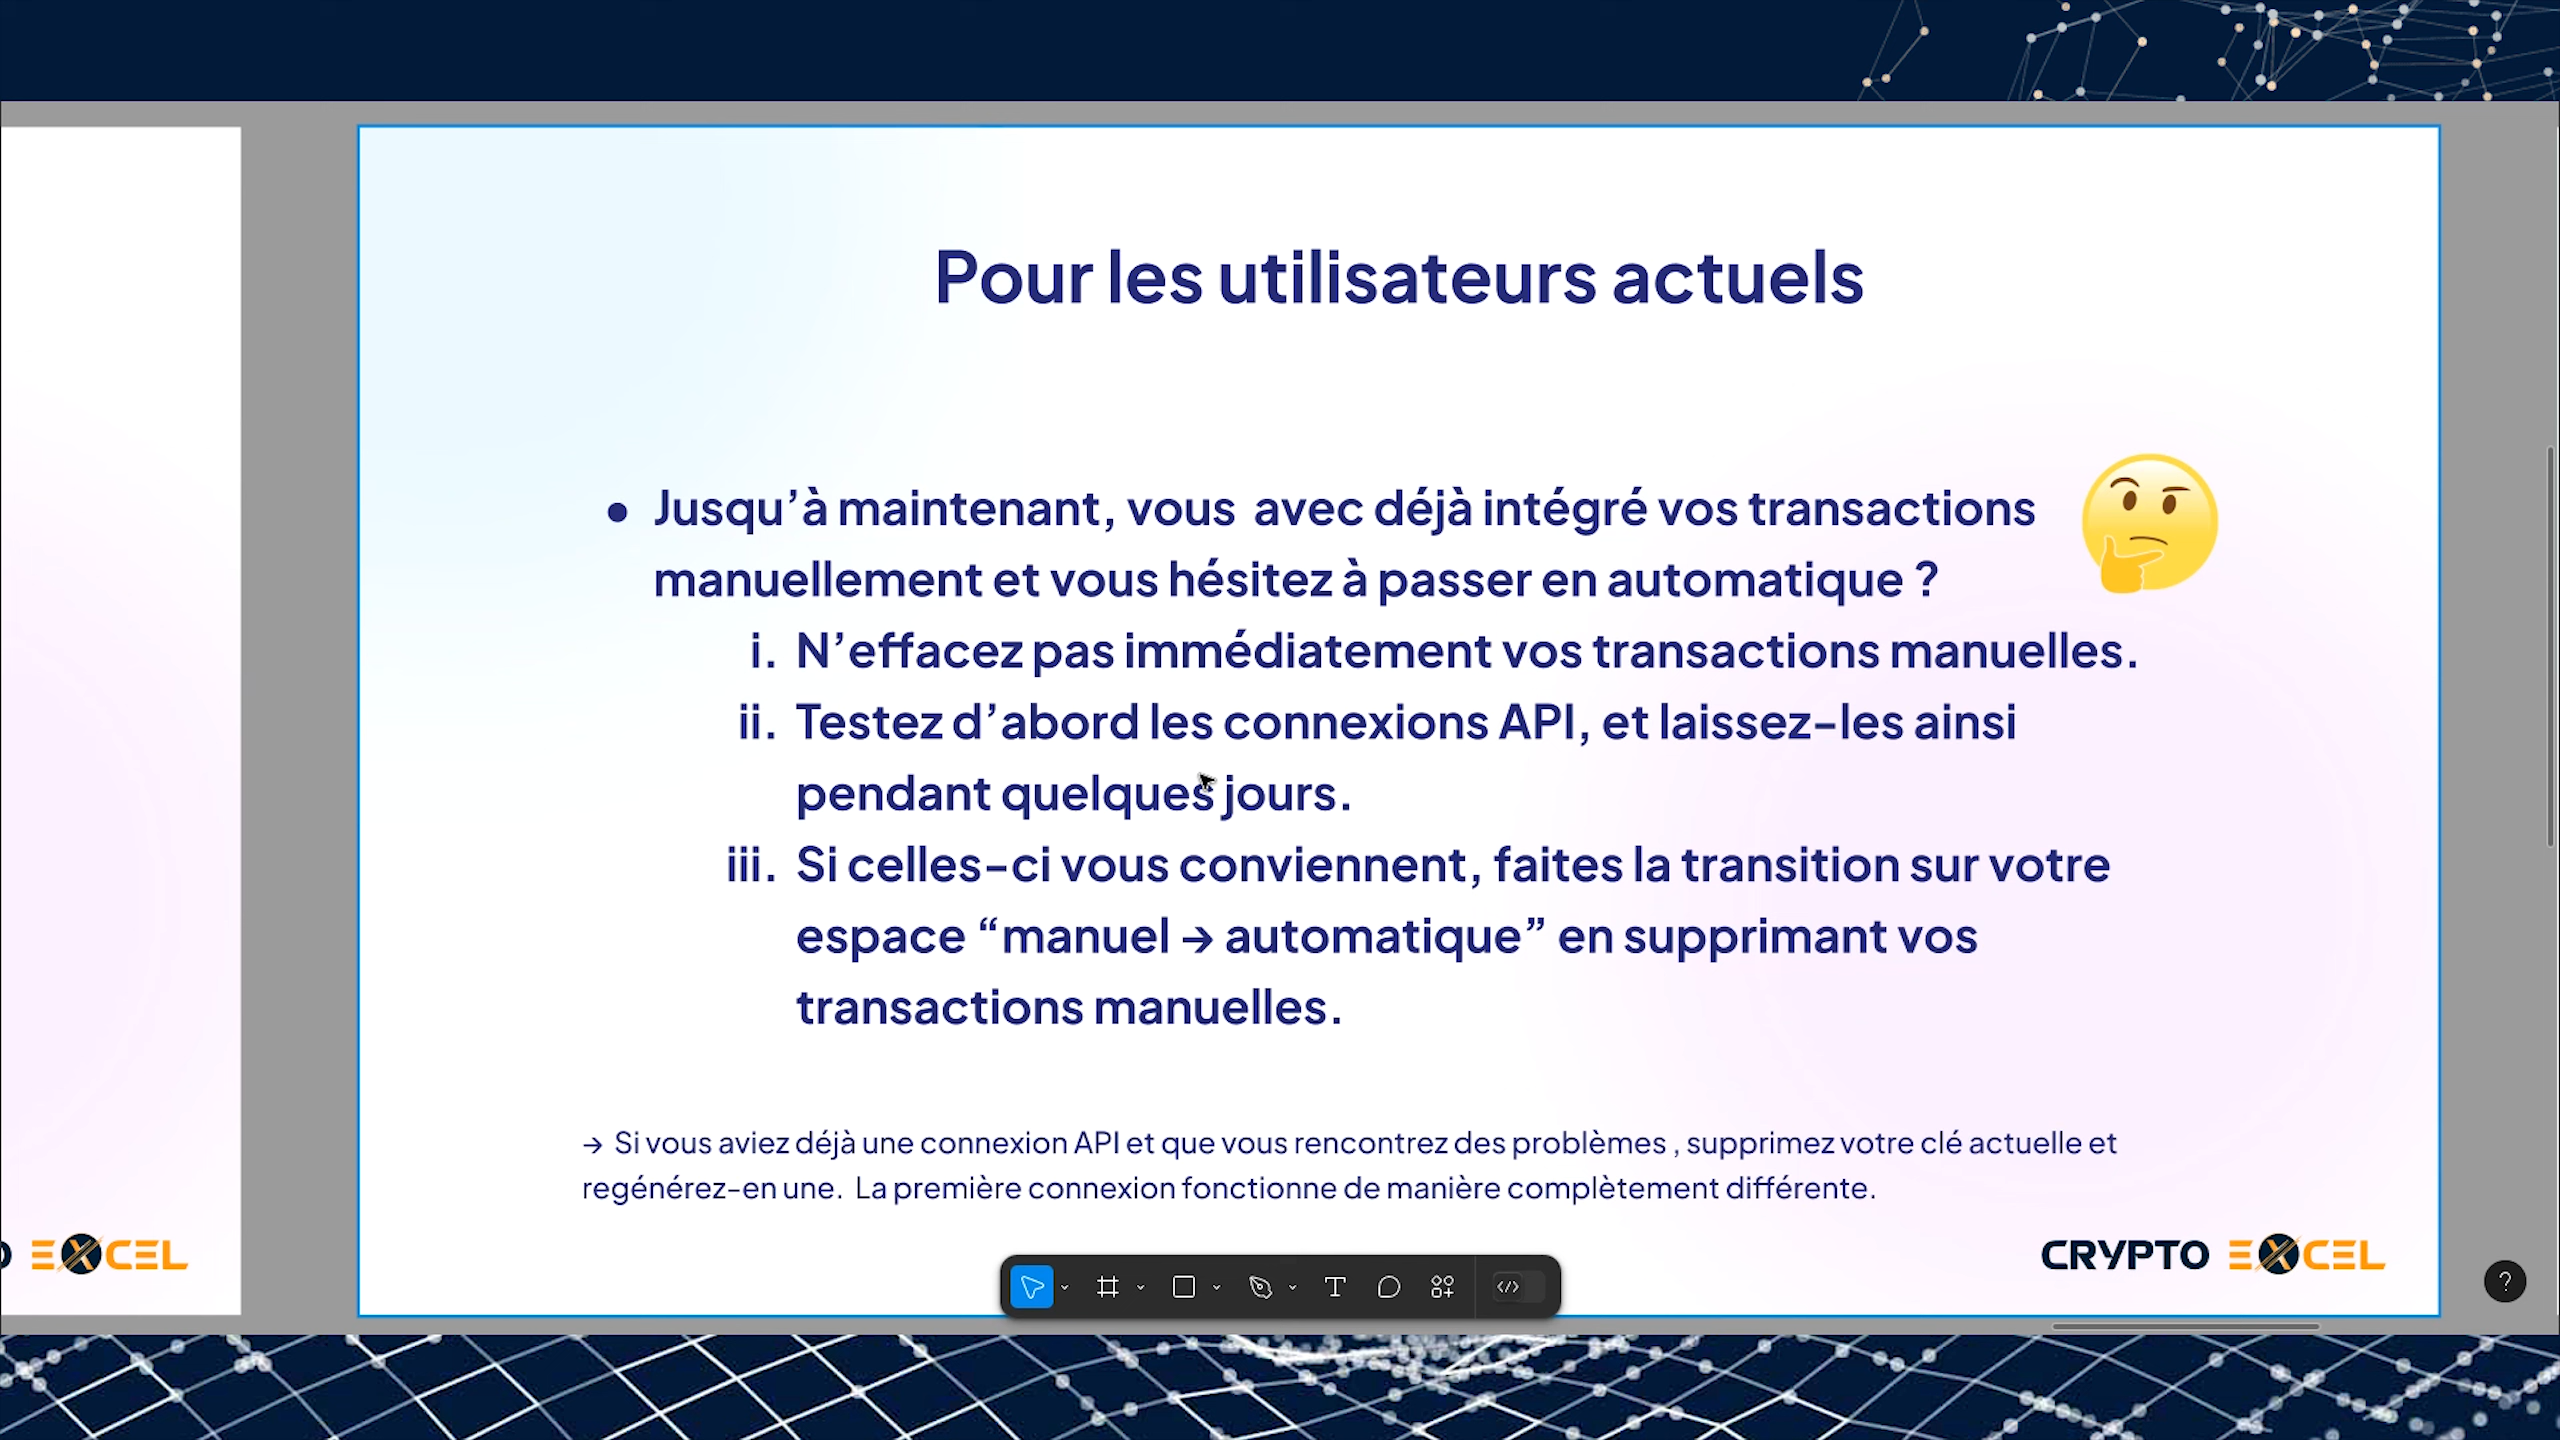 Pour les utilisateurs actuels
• Jusqu’à maintenant, vous  avec déjà intégré vos transactions
manuellement et vous hésitez à passer en automatique ?
i. N’effacez pas immédiatement vos transactions manuelles.
ii. Testez d’abord les connexions API, et laissez-les ainsi
pendant quelques jours.
iii. Si celles-ci vous conviennent, faites la transition sur votre
espace “manuel → automatique” en supprimant vos
transactions manuelles.
→ Si vous aviez déjà une connexion API et que vous rencontrez des problèmes , supprimez votre clé actuelle et
regénérez-en une.  La première connexion fonctionne de manière complètement différente.
EXCEL
CRYPTO EXCEL
?